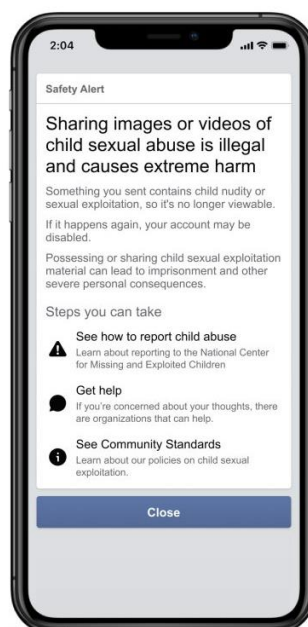 2:04
Safety Alert
Sharing images or videos of
child sexual abuse is illegal
and causes extreme harm
Something you sent contains child nudity or
sexual exploitation, so it's no longer viewable.
If it happens again, your account may be
disabled.
Possessing or sharing child sexual exploitation
material can lead to imprisonment and other
severe personal consequences.
Steps you can take
See how to report child abuse
Learn about reporting to the National Center
for Missing and Exploited Children
Get help
If you're concerned about your thoughts, there
are organizations that can help.
See Community Standards
Learn about our policies on child sexual
exploitation.
Close